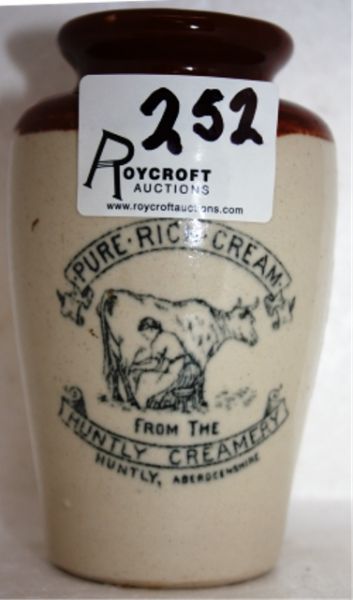 252
ROYCROFT
AUCTIONS
www.roycroftauctions.com
PURE · RICH · CREAM
FROM THE
HUNTLY CREAMERY
HUNTLY, ABERDEENSHIRE